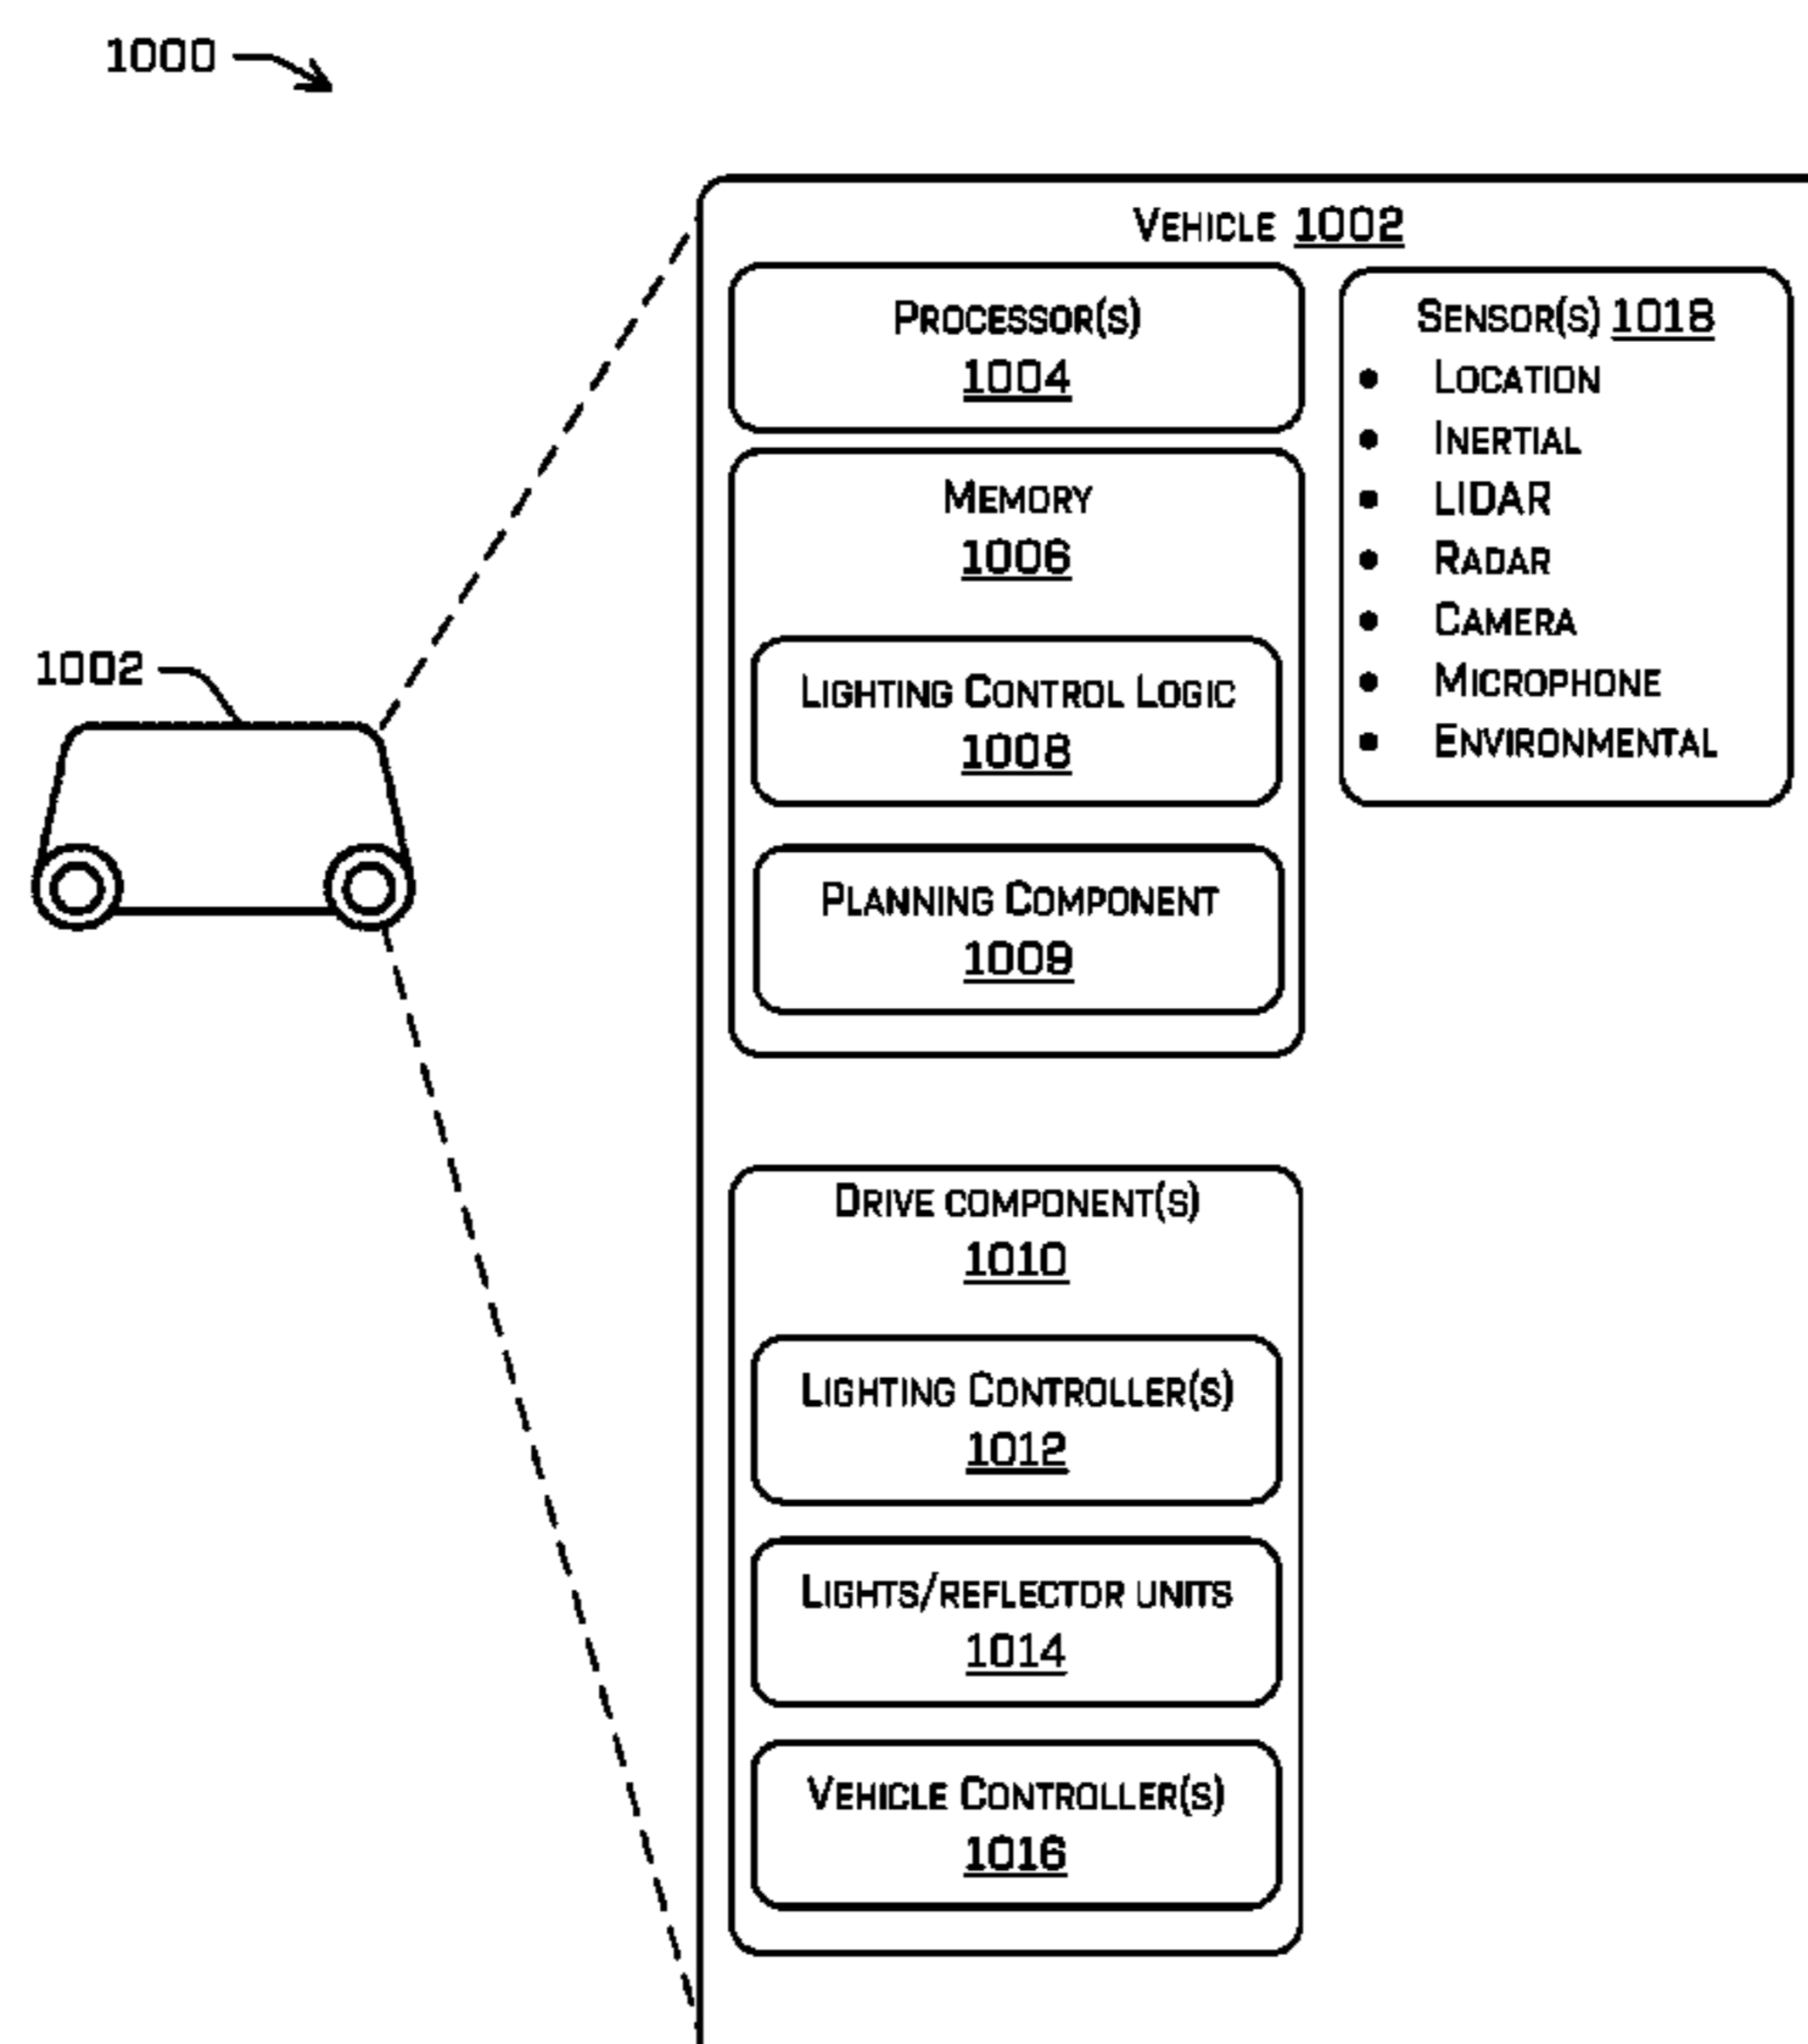 1000
VEHICLE 1002
PROCESSOR(S)
1004
MEMORY
1006
LIGHTING CONTROL LOGIC
1008
PLANNING COMPONENT
1009
SENSOR(S) 1018
• LOCATION
• INERTIAL
• LIDAR
• RADAR
• CAMERA
• MICROPHONE
• ENVIRONMENTAL
1002
DRIVE COMPONENT(S)
1010
LIGHTING CONTROLLER(S)
1012
LIGHTS/REFLECTOR UNITS
1014
VEHICLE CONTROLLER(S)
1016